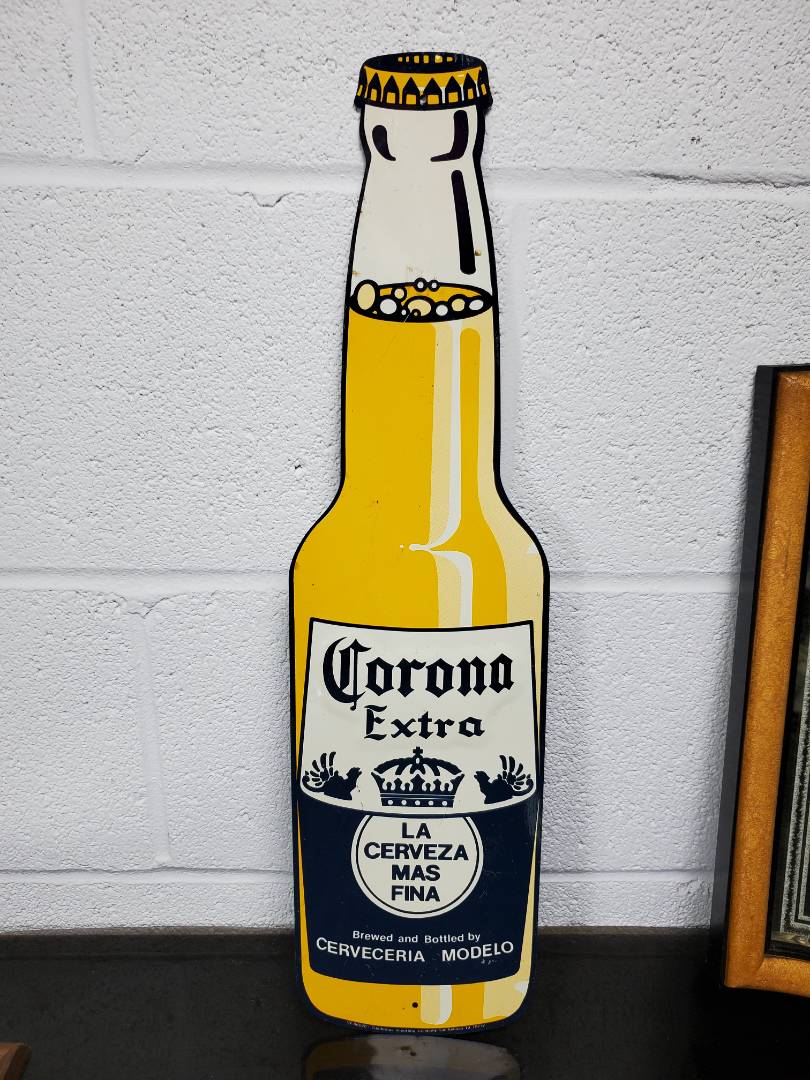 Corona
Extra
LA
CERVEZA
MAS
FINA
Brewed and Bottled by
CERVECERIA MODELO